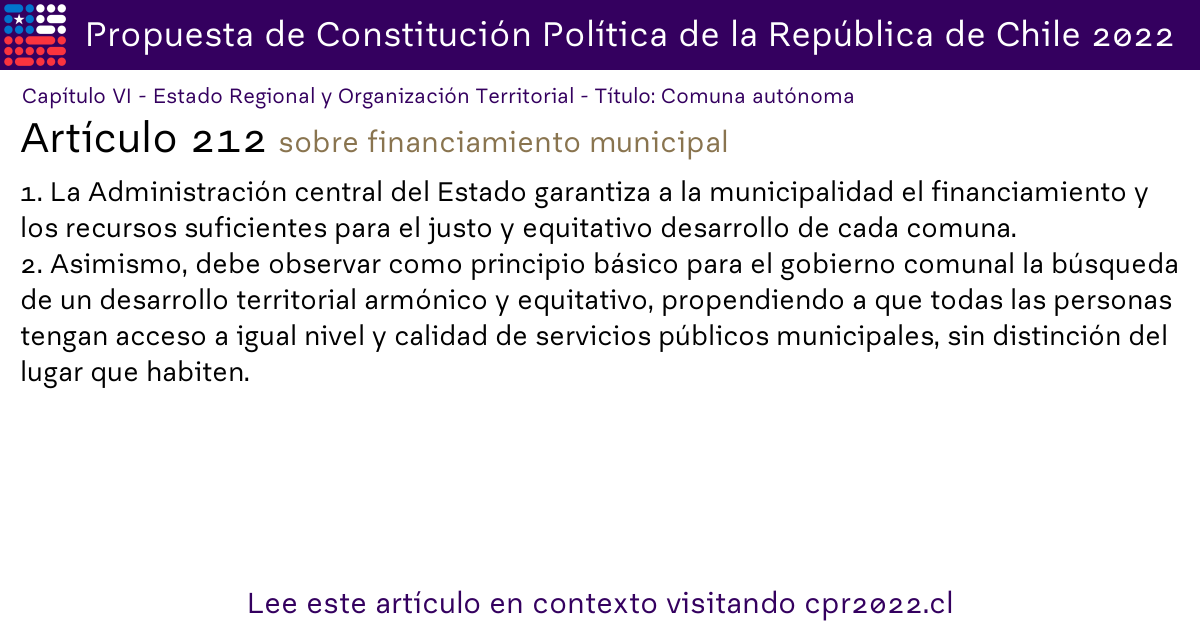 Propuesta de Constitución Política de la República de Chile 2022
Capítulo VI - Estado Regional y Organización Territorial - Título: Comuna autónoma
Artículo 212 sobre financiamiento municipal
1. La Administración central del Estado garantiza a la municipalidad el financiamiento y
los recursos suficientes para el justo y equitativo desarrollo de cada comuna.
2. Asimismo, debe observar como principio básico para el gobierno comunal la búsqueda
de un desarrollo territorial armónico y equitativo, propendiendo a que todas las personas
tengan acceso a igual nivel y calidad de servicios públicos municipales, sin distinción del
lugar que habiten.
Lee este artículo en contexto visitando cpr2022.cl